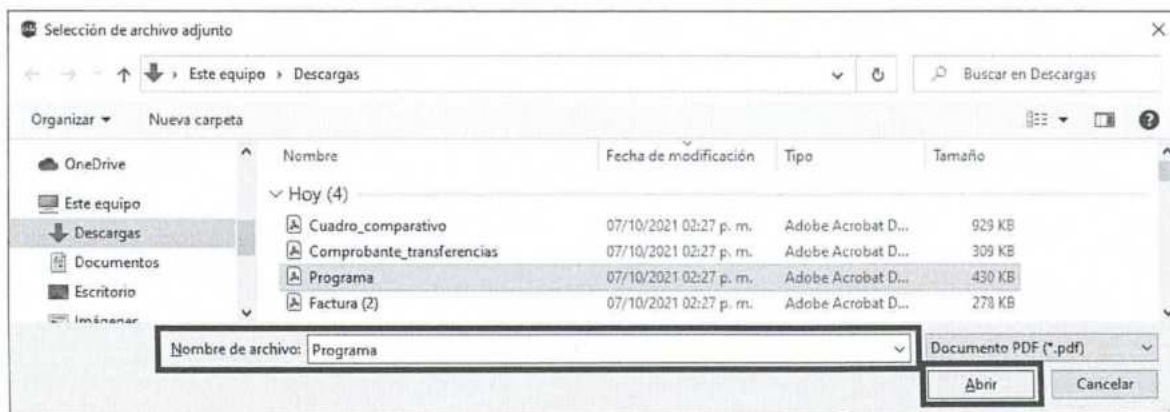 Selección de archivo adjunto
Este equipo › Descargas
Buscar en Descargas
Organizar
Nueva carpeta
OneDrive
Este equipo
Descargas
Documentos
Escritorio
Imágenes
Nombre Fecha de modificación Tipo Tamaño
Hoy (4)
Cuadro_comparativo 07/10/2021 02:27 p. m. Adobe Acrobat D... 929 KB
Comprobante_transferencias 07/10/2021 02:27 p. m. Adobe Acrobat D... 309 KB
Programa 07/10/2021 02:27 p. m. Adobe Acrobat D... 430 KB
Factura (2) 07/10/2021 02:27 p. m. Adobe Acrobat D... 278 KB
Nombre de archivo: Programa
Documento PDF (*.pdf)
Abrir
Cancelar